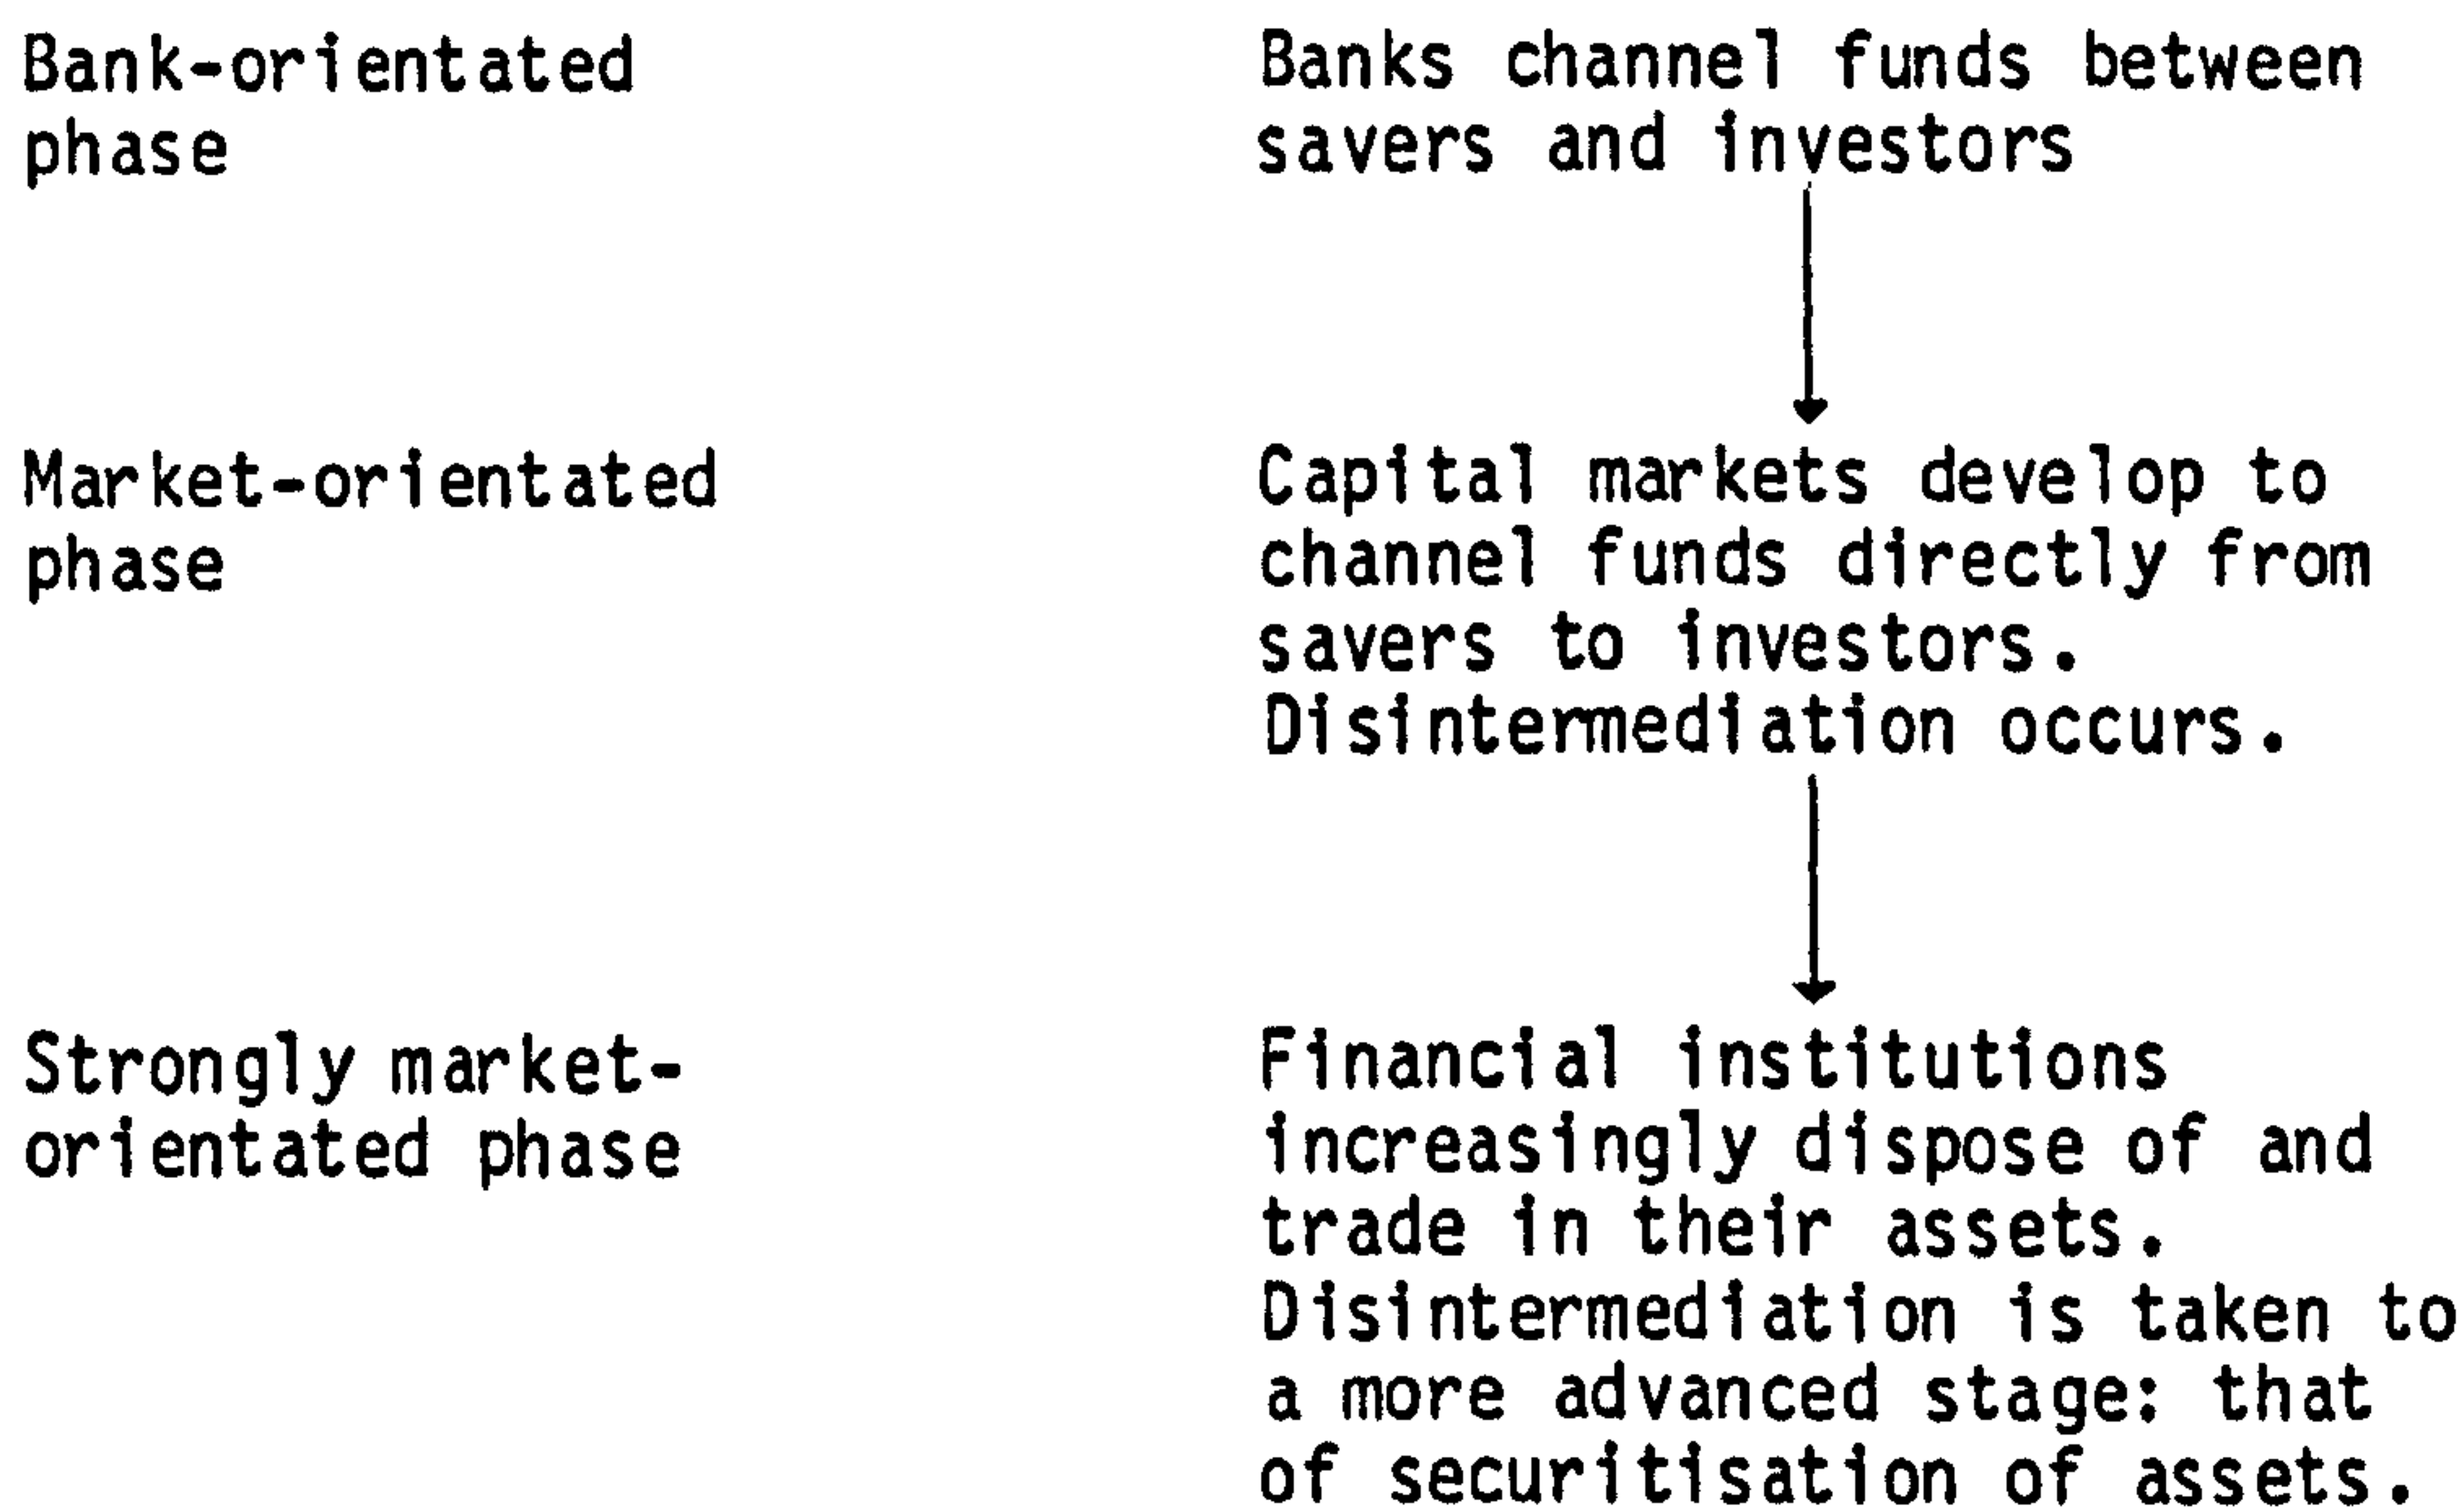 Bank-orientated
phase
Banks channel funds between
savers and investors
Market-orientated
phase
Capital markets develop to
channel funds directly from
savers to investors.
Disintermediation occurs.
Strongly market-
orientated phase
Financial institutions
increasingly dispose of and
trade in their assets.
Disintermediation is taken to
a more advanced stage: that
of securitisation of assets.